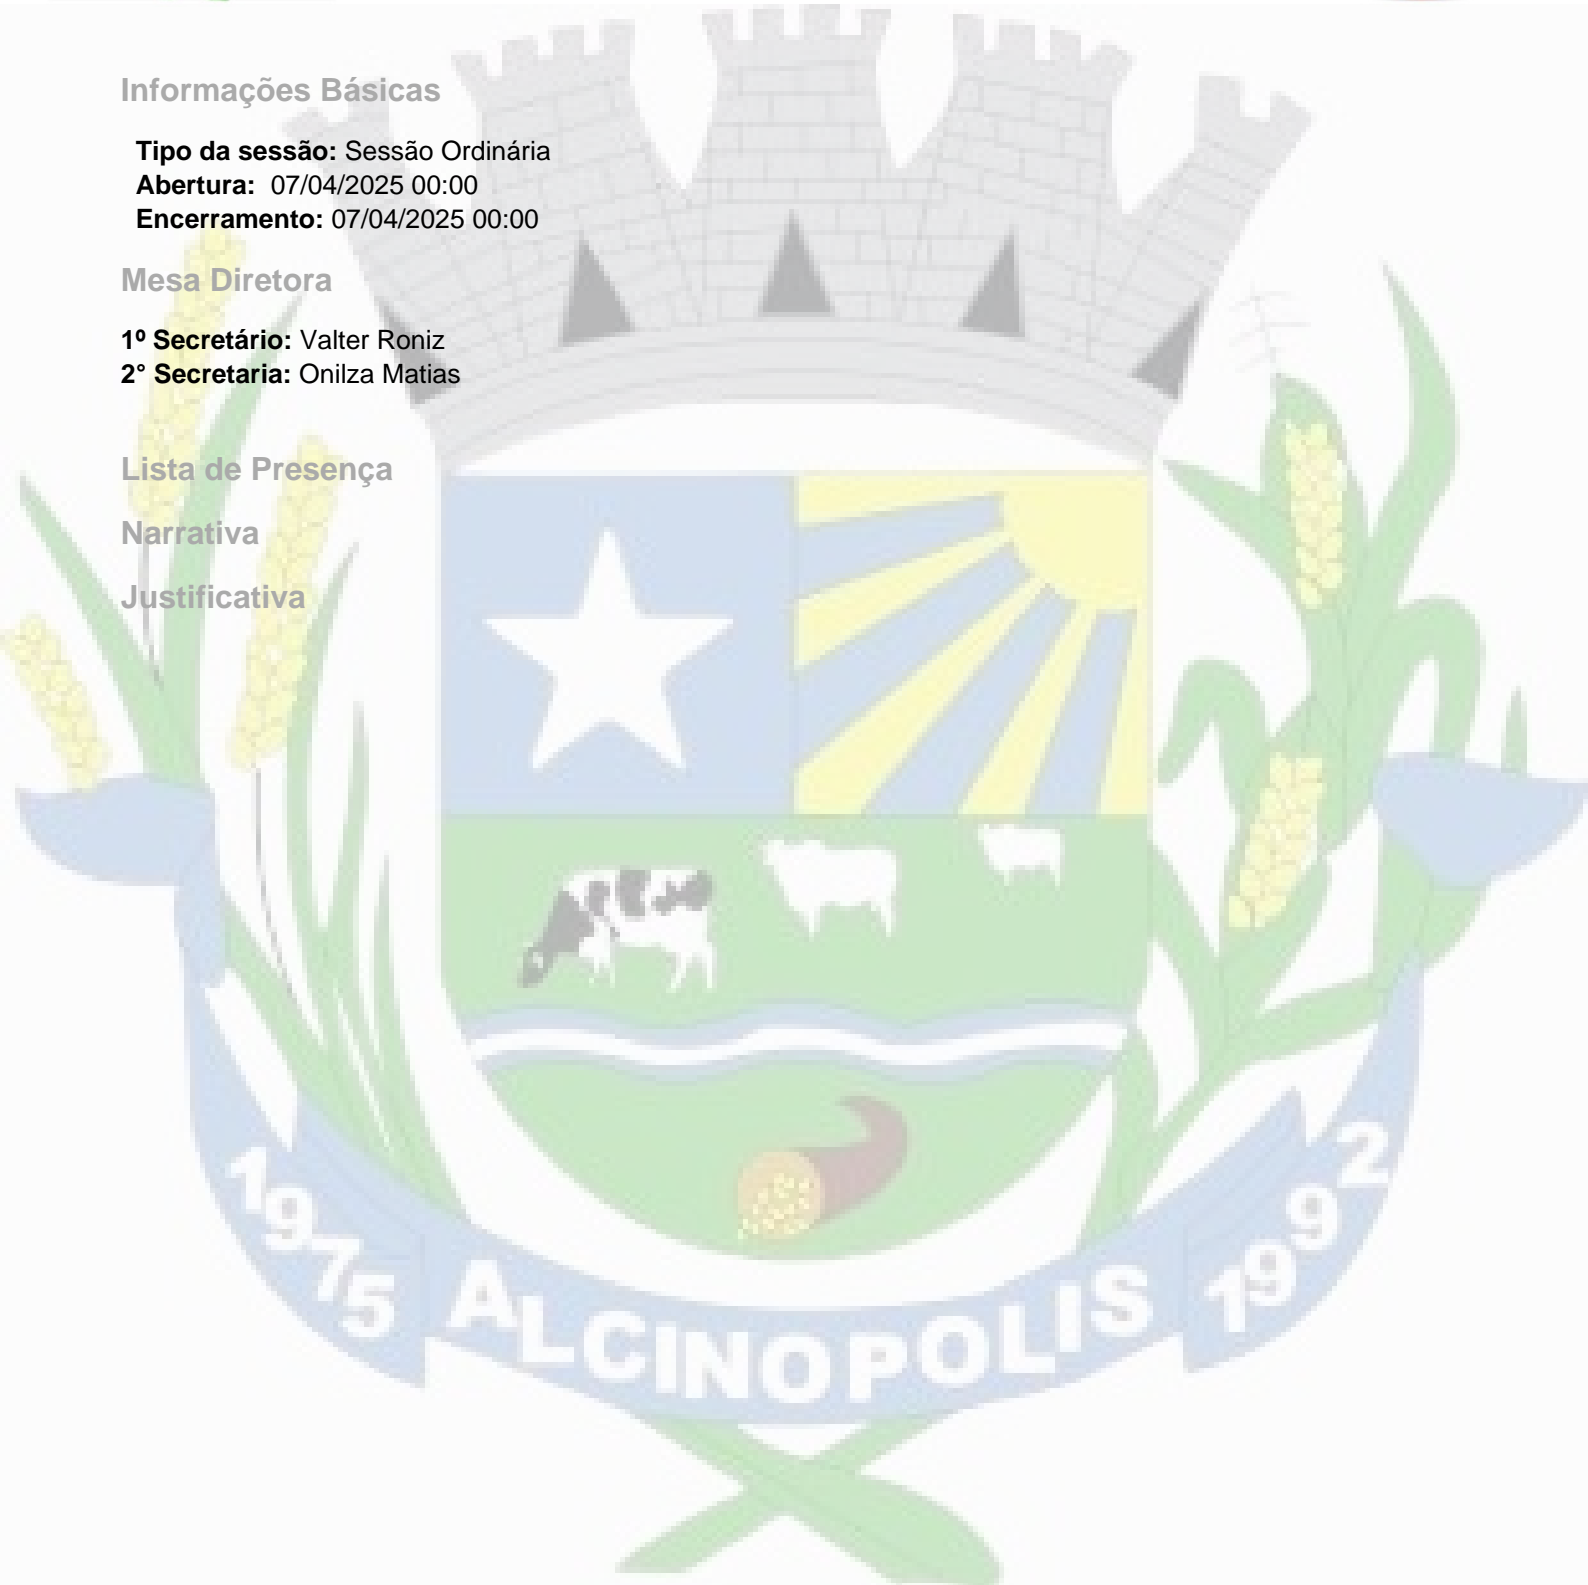 Informações Básicas
Tipo da sessão: Sessão Ordinária
Abertura: 07/04/2025 00:00
Encerramento: 07/04/2025 00:00
Mesa Diretora
1º Secretário: Valter Roniz
2° Secretaria: Onilza Matias
Lista de Presença
Narrativa
Justificativa
1975 ALCINOPOLIS 1992